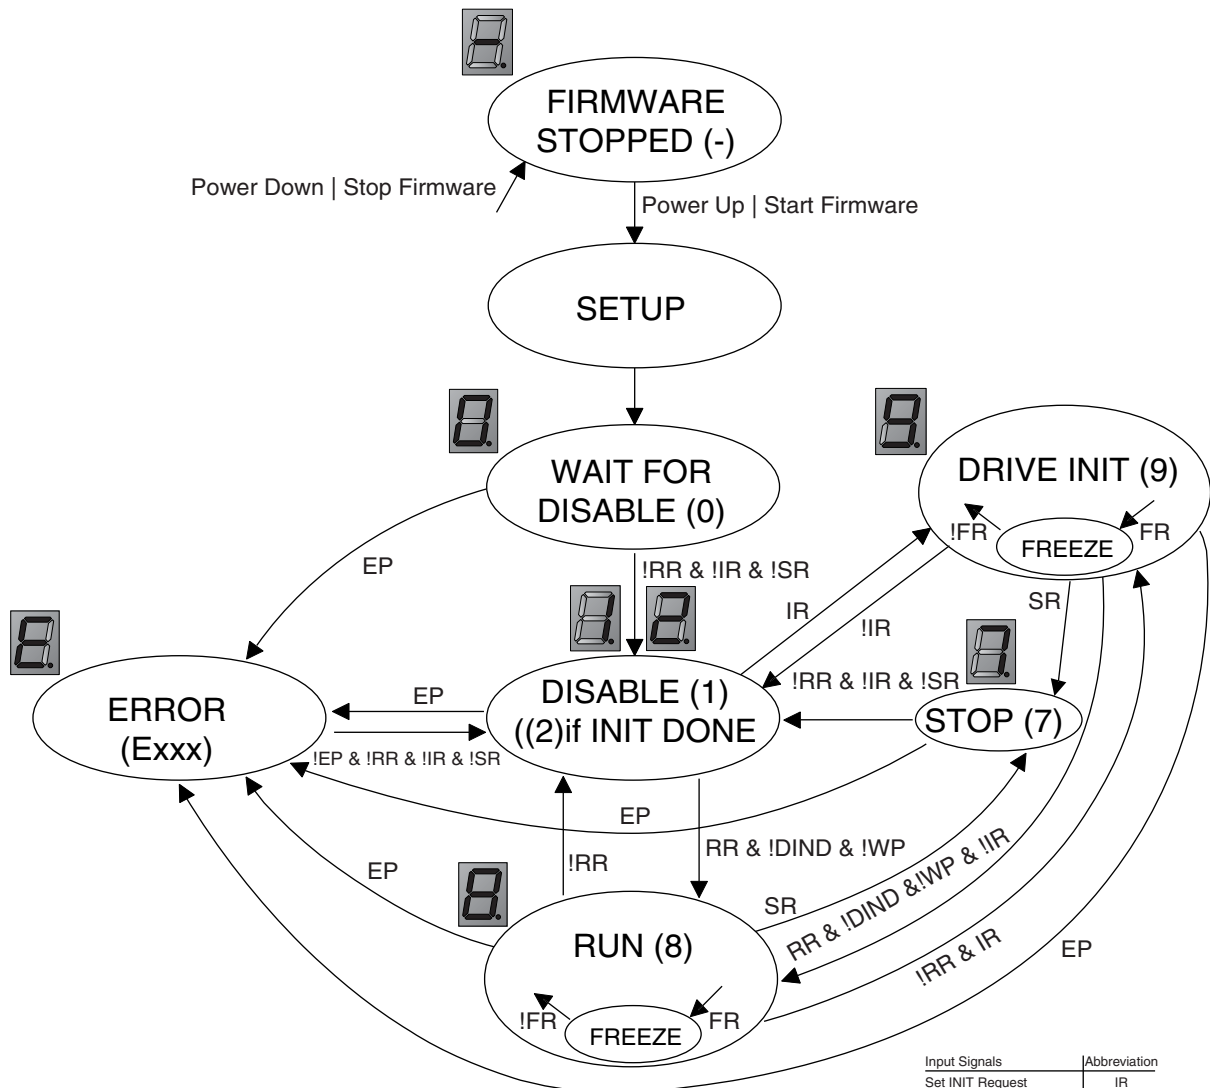 FIRMWARE
STOPPED (-)
Power Down | Stop Firmware
Power Up | Start Firmware
SETUP
WAIT FOR
DISABLE (0)
DRIVE INIT (9)
!FR
FREEZE
FR
EP
!RR & !IR & !SR
IR
!IR
SR
!RR & !IR & !SR
ERROR
(Exxx)
EP
!EP & !RR & !IR & !SR
DISABLE (1)
((2)if INIT DONE
STOP (7)
EP
EP
!RR
RR & !DIND & !WP
SR
RR & !DIND &!WP & !IR
!RR & IR
EP
RUN (8)
!FR
FREEZE
FR
Input Signals Abbreviation
Set INIT Request IR